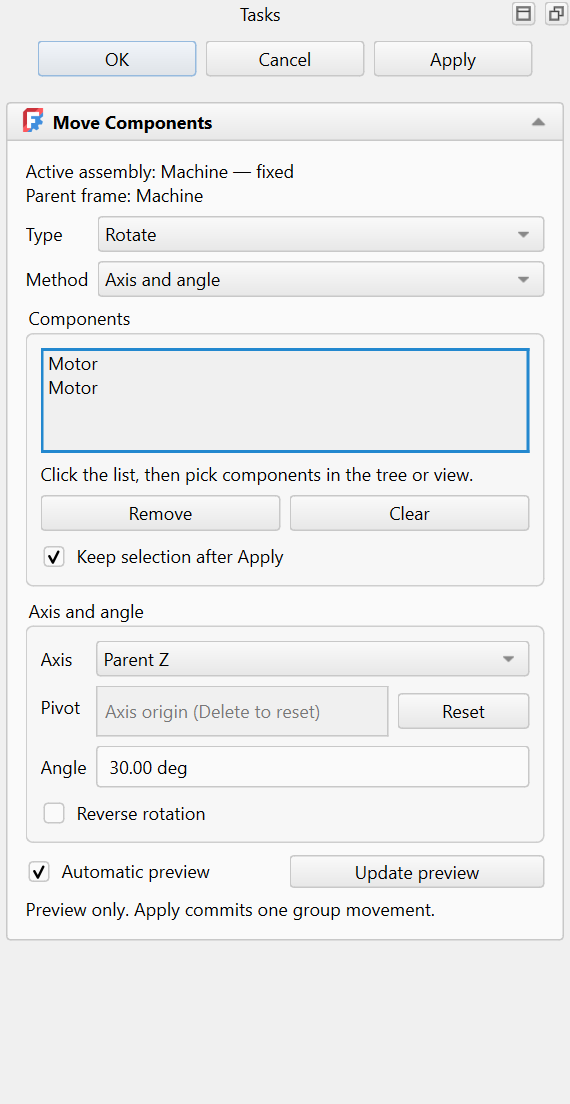 Tasks
OK Cancel Apply
Move Components
Active assembly: Machine — fixed
Parent frame: Machine
Type Rotate
Method Axis and angle
Components
Motor
Motor
Click the list, then pick components in the tree or view.
Remove Clear
Keep selection after Apply
Axis and angle
Axis Parent Z
Pivot Axis origin (Delete to reset) Reset
Angle 30.00 deg
Reverse rotation
Automatic preview Update preview
Preview only. Apply commits one group movement.